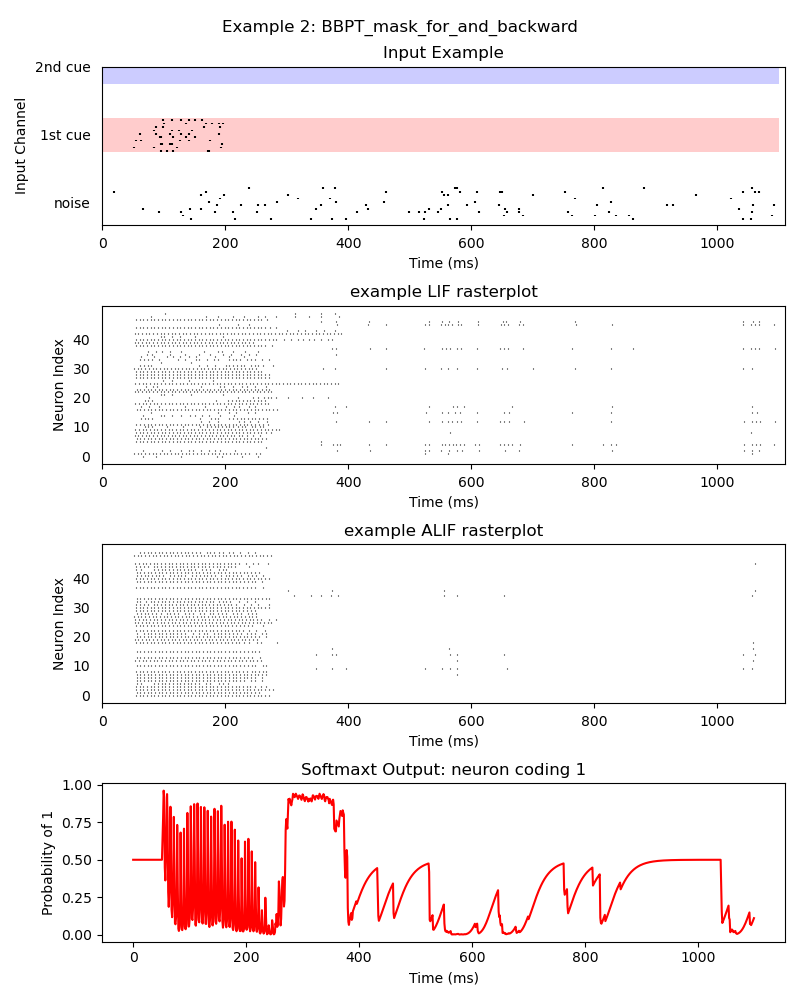 Example 2: BBPT_mask_for_and_backward
Input Example
Input Channel
2nd cue
1st cue
noise
0 200 400 600 800 1000
Time (ms)
example LIF rasterplot
Neuron Index
40
30
20
10
0
0 200 400 600 800 1000
Time (ms)
example ALIF rasterplot
Neuron Index
40
30
20
10
0
0 200 400 600 800 1000
Time (ms)
Softmaxt Output: neuron coding 1
Probability of 1
1.00
0.75
0.50
0.25
0.00
0 200 400 600 800 1000
Time (ms)